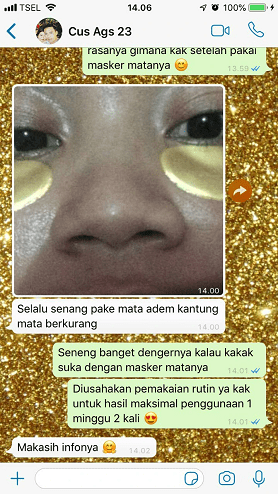 TSEL
14.06
100%
Cus Ags 23
rasanya gimana kak setelah pakai
masker matanya 😊
13.59
14.00
Selalu senang pake mata adem kantung
mata berkurang
14.00
Seneng banget dengernya kalau kakak
suka dengan masker matanya
14.01
Diusahakan pemakaian rutin ya kak
untuk hasil maksimal penggunaan 1
minggu 2 kali 😍
14.01
Makasih infonya 🤗
14.02